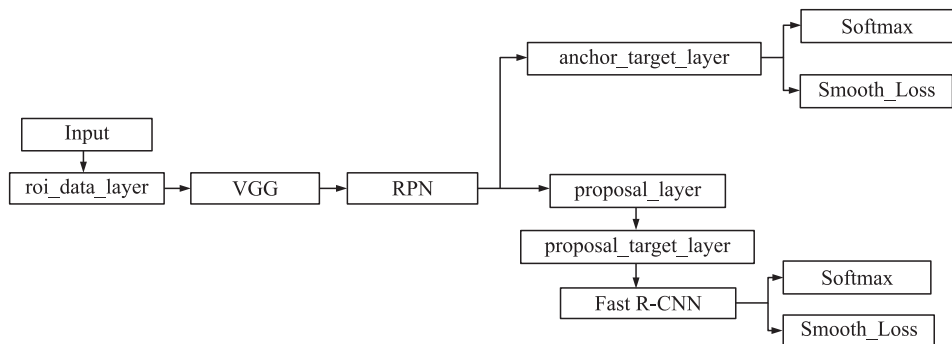 Softmax
anchor_target_layer
Smooth_Loss
Input
roi_data_layer
VGG
RPN
proposal_layer
proposal_target_layer
Softmax
Fast R-CNN
Smooth_Loss